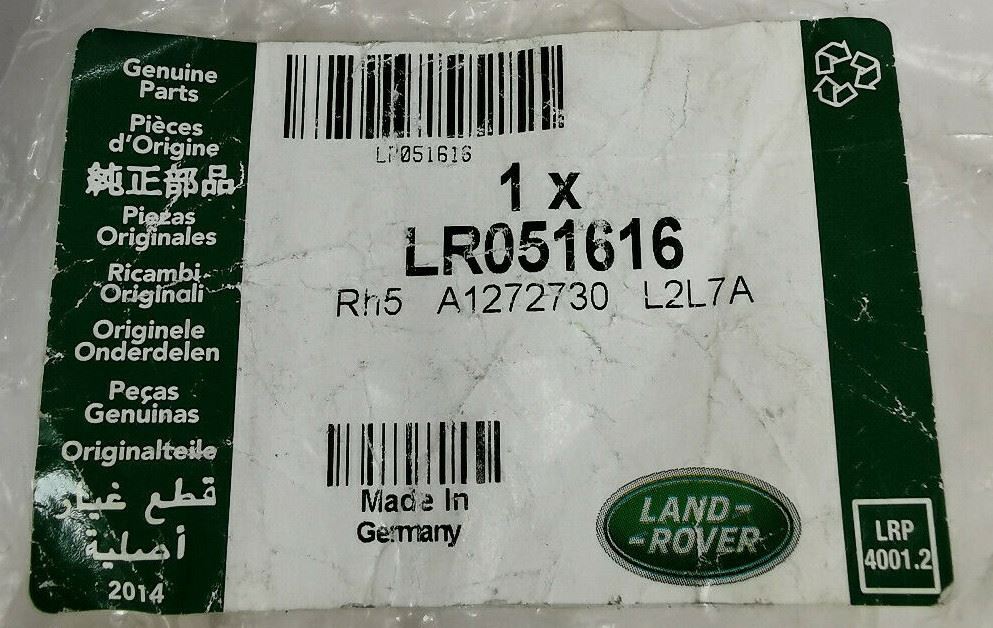 Genuine
Parts
Pièces
d'Origine
純正部品
Piezas
Originales
Ricambi
Originali
Originele
Onderdelen
Peças
Genuinas
Originalteile
قطع غيار
أصلية
2014
LR051616
1 x
LR051616
Rh5 A1272730 L2L7A
Made In
Germany
LAND-
-ROVER
LRP
4001.2